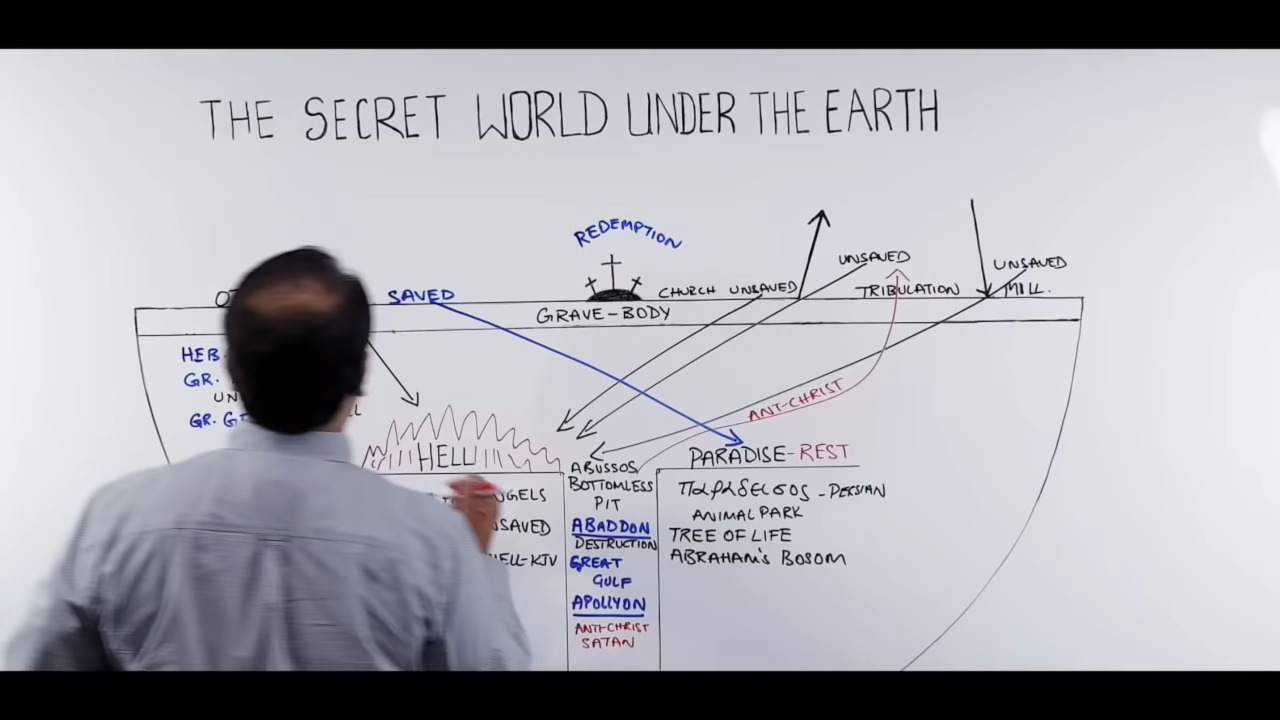 THE SECRET WORLD UNDER THE EARTH
REDEMPTION
SAVED
CHURCH UNSAVED
UNSAVED
TRIBULATION
UNSAVED
MILL.
GRAVE-BODY
HEB.
GR.
GR.
ANT-CHRIST
HELL
ABUSSOS
BOTTOMLESS
PIT
ABADDON
DESTRUCTION
GREAT
GULF
APOLLYON
ANTI-CHRIST
SATAN
NGELS
NSAVED
HELL-KJV
PARADISE-REST
παραδεισος - PERSIAN
ANIMAL PARK
TREE OF LIFE
ABRAHAM'S BOSOM